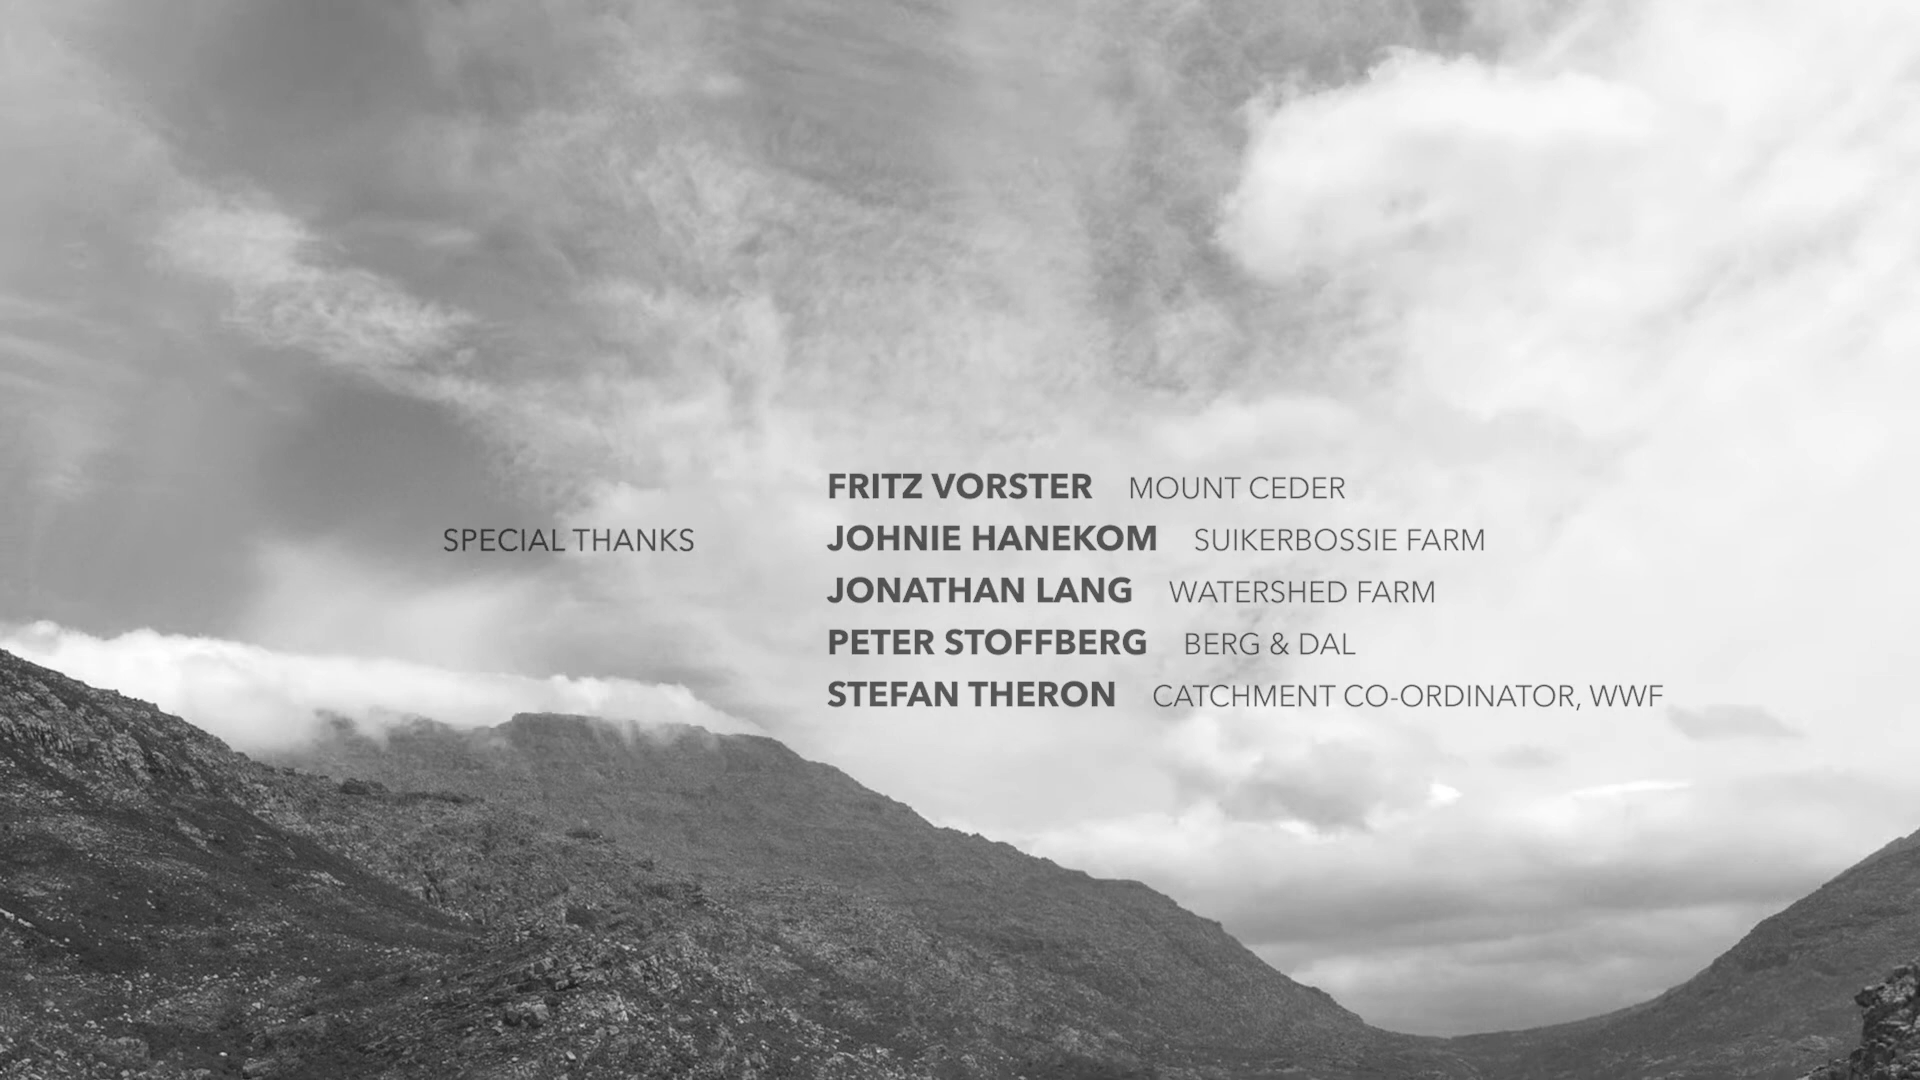 FRITZ VORSTER MOUNT CEDER
SPECIAL THANKS JOHNIE HANEKOM SUIKERBOSSIE FARM
JONATHAN LANG WATERSHED FARM
PETER STOFFBERG BERG & DAL
STEFAN THERON CATCHMENT CO-ORDINATOR, WWF